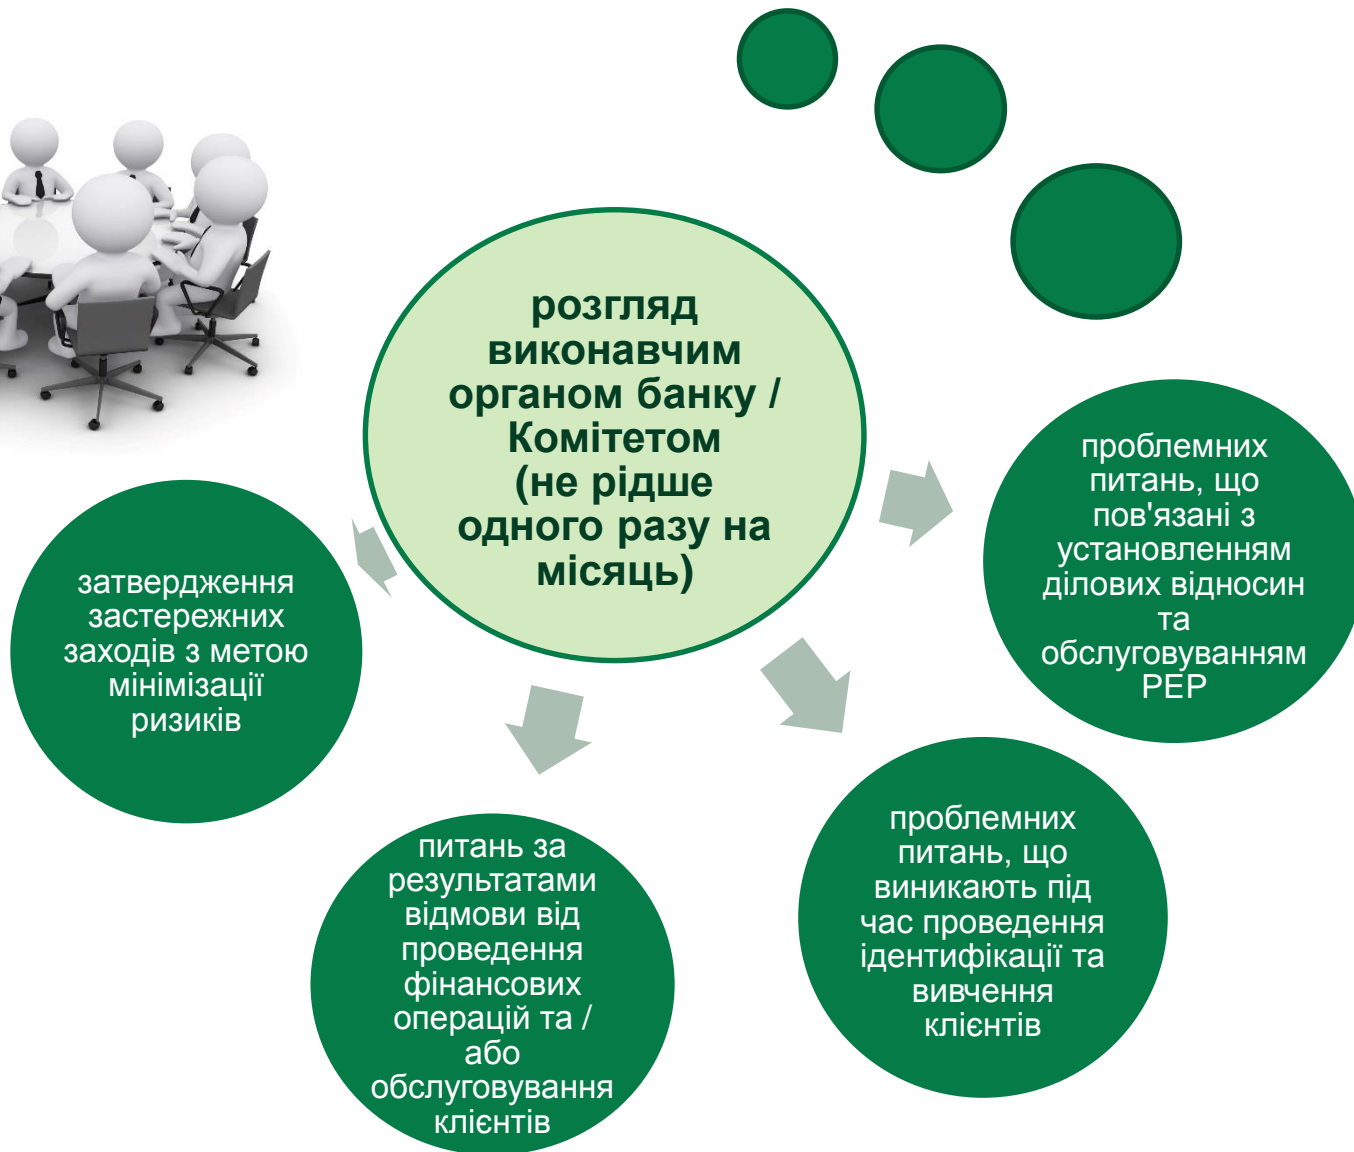 розгляд
виконавчим
органом банку /
Комітетом
(не рідше
одного разу на
місяць)
проблемних
питань, що
пов'язані з
установленням
ділових відносин
та
обслуговуванням
PEP
проблемних
питань, що
виникають під
час проведення
ідентифікації та
вивчення
клієнтів
питань за
результатами
відмови від
проведення
фінансових
операцій та /
або
обслуговування
клієнтів
затвердження
застережних
заходів з метою
мінімізації
ризиків